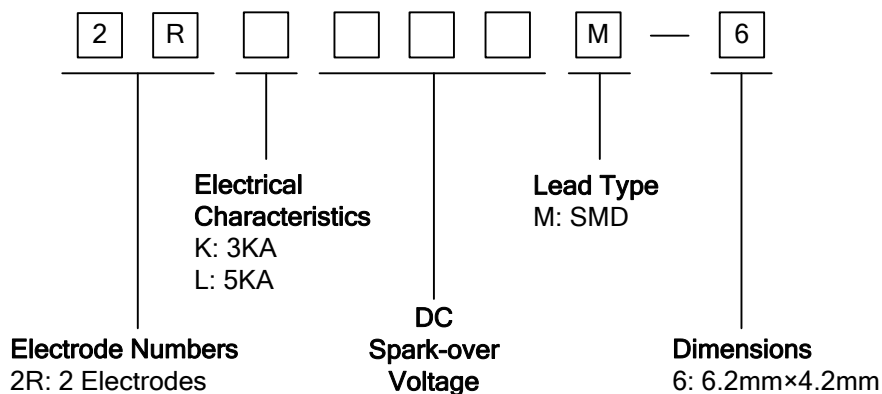 2 R M — 6
Electrical
Characteristics
K: 3KA
L: 5KA
Lead Type
M: SMD
Electrode Numbers
2R: 2 Electrodes
DC
Spark-over
Voltage
Dimensions
6: 6.2mm×4.2mm